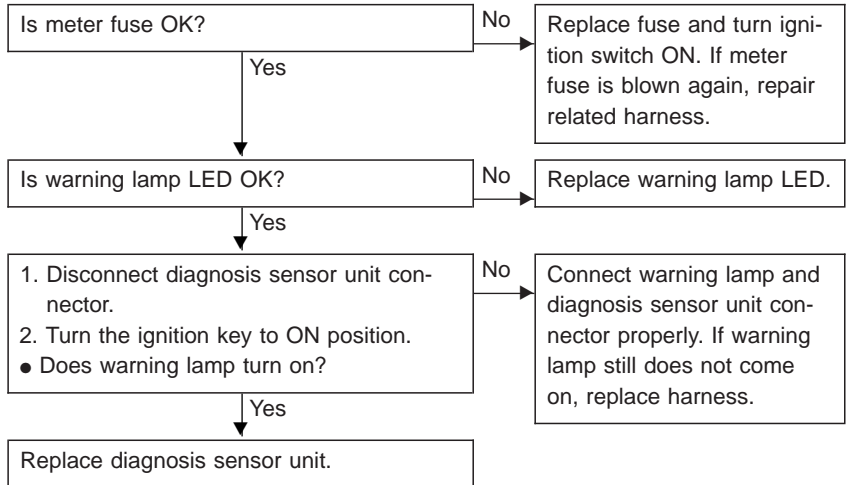 Is meter fuse OK?
No
Replace fuse and turn igni-
tion switch ON. If meter
fuse is blown again, repair
related harness.
Yes
Is warning lamp LED OK?
No
Replace warning lamp LED.
Yes
1. Disconnect diagnosis sensor unit con-
nector.
2. Turn the ignition key to ON position.
● Does warning lamp turn on?
No
Connect warning lamp and
diagnosis sensor unit con-
nector properly. If warning
lamp still does not come
on, replace harness.
Yes
Replace diagnosis sensor unit.